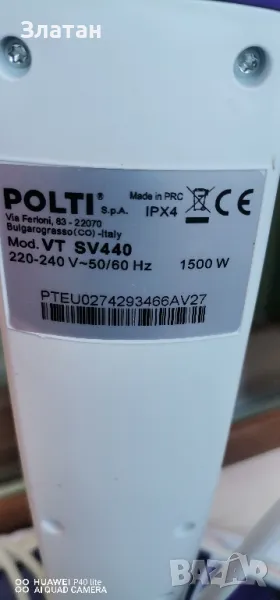 Златан
POLTI®
S.p.A.
Made in PRC
IPX4
CE
Via Ferloni, 83 - 22070
Bulgarograsso(CO) -Italy
Mod. VT SV440
220-240 V~50/60 Hz 1500 W
PTEU0274293466AV27
HUAWEI P40 lite
AI QUAD CAMERA
BAZAR